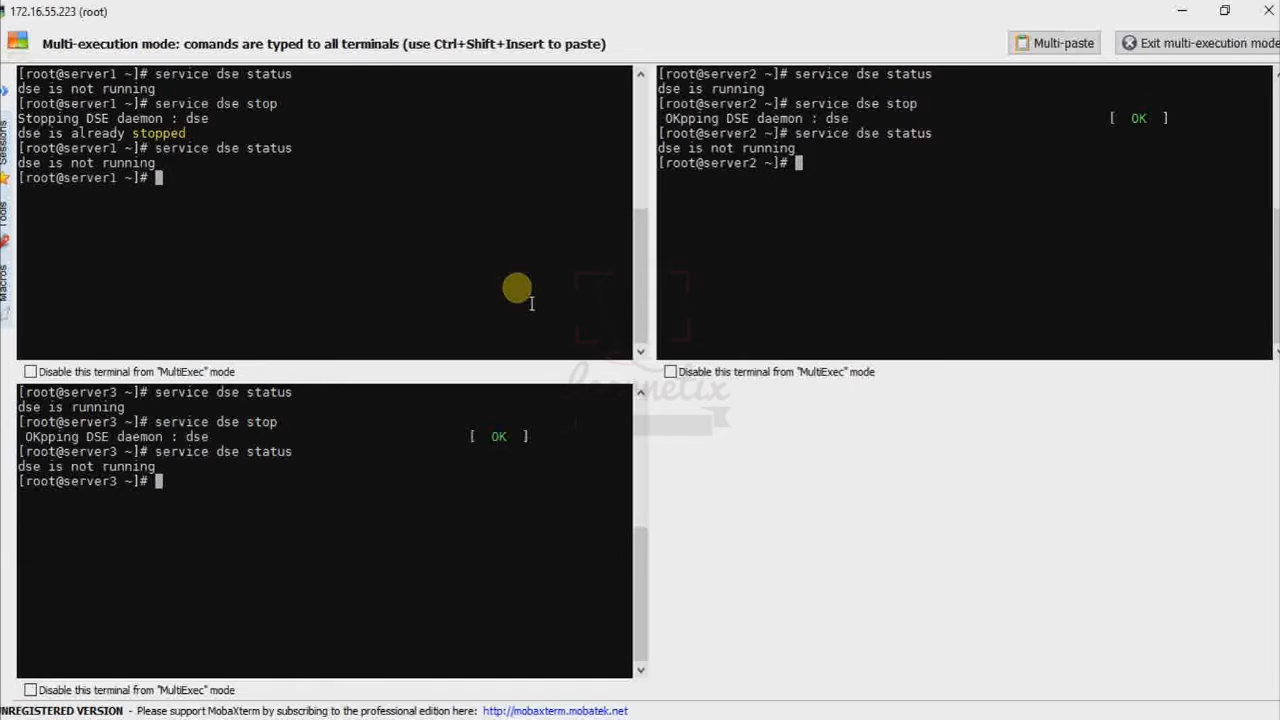 172.16.55.223 (root)
Multi-execution mode: comands are typed to all terminals (use Ctrl+Shift+Insert to paste)
Multi-paste
Exit multi-execution mode
Sessions
Tools
Macros
[root@server1 ~]# service dse status
dse is not running
[root@server1 ~]# service dse stop
Stopping DSE daemon : dse
dse is already stopped
[root@server1 ~]# service dse status
dse is not running
[root@server1 ~]#
Disable this terminal from "MultiExec" mode
[root@server2 ~]# service dse status
dse is running
[root@server2 ~]# service dse stop
OKpping DSE daemon : dse [ OK ]
[root@server2 ~]# service dse status
dse is not running
[root@server2 ~]#
Disable this terminal from "MultiExec" mode
[root@server3 ~]# service dse status
dse is running
[root@server3 ~]# service dse stop
OKpping DSE daemon : dse [ OK ]
[root@server3 ~]# service dse status
dse is not running
[root@server3 ~]#
Disable this terminal from "MultiExec" mode
learnetix
NREGISTERED VERSION - Please support MobaXterm by subscribing to the professional edition here: http://mobaxterm.mobatek.net